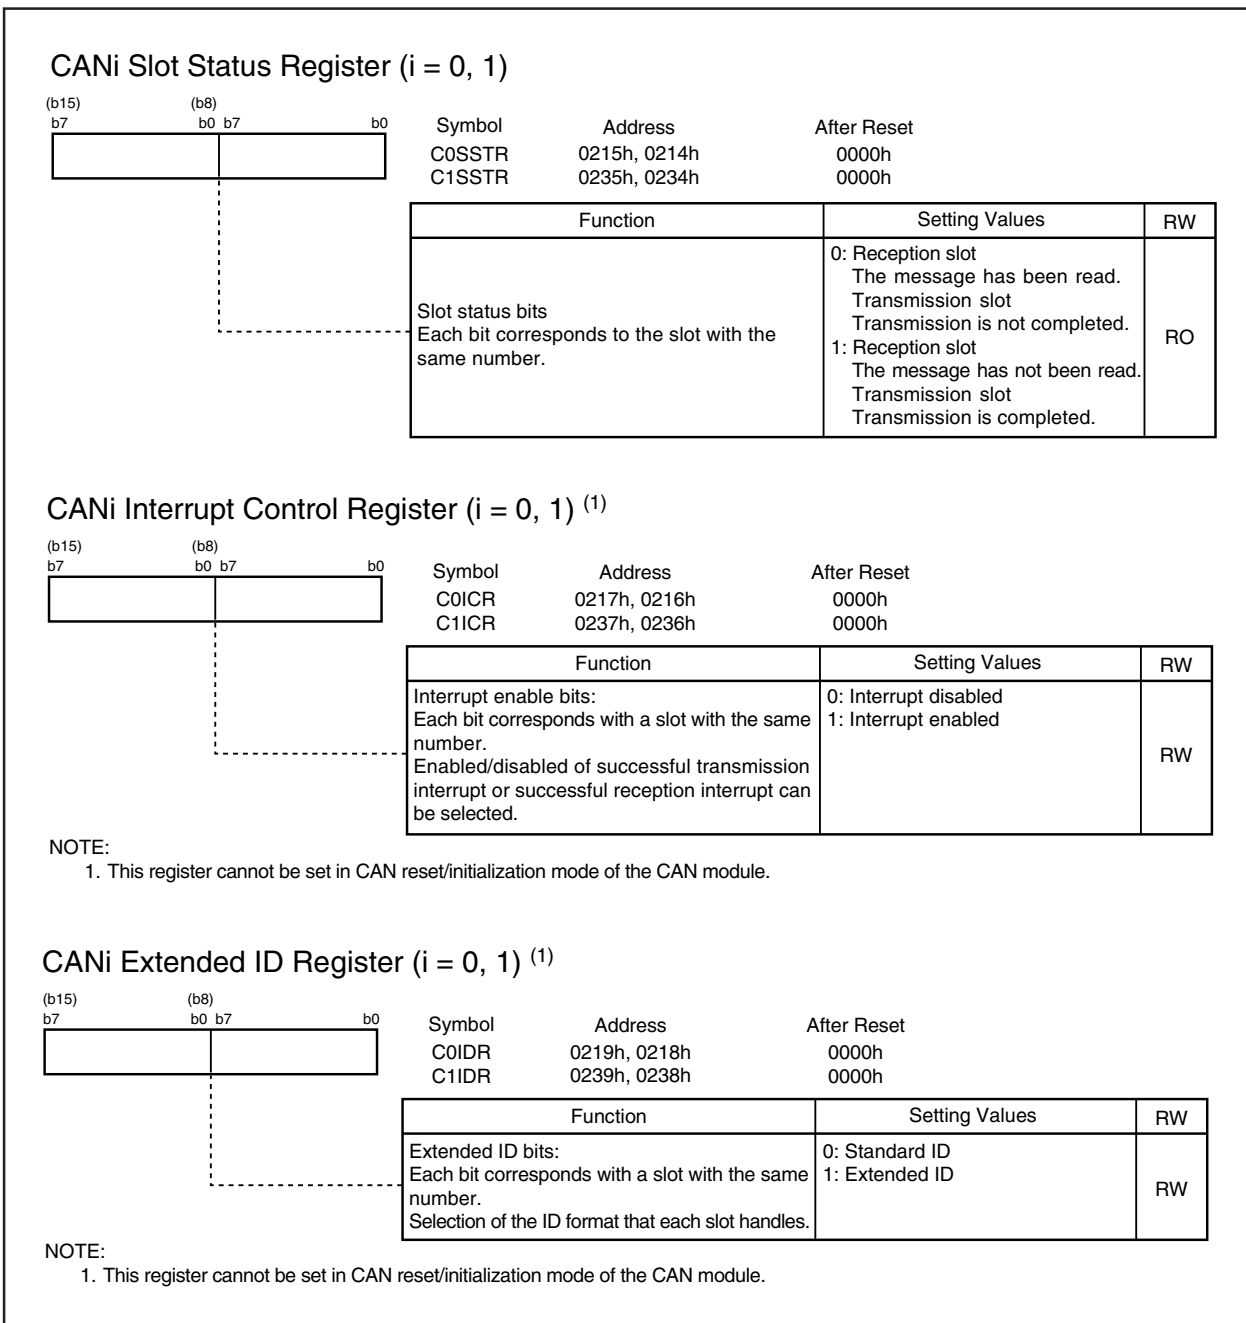 CANi Slot Status Register (i = 0, 1)
(b15) (b8)
b7 b0 b7 b0
Symbol Address After Reset
C0SSTR 0215h, 0214h 0000h
C1SSTR 0235h, 0234h 0000h
Function Setting Values RW
Slot status bits
Each bit corresponds to the slot with the
same number.
0: Reception slot
The message has been read.
Transmission slot
Transmission is not completed.
1: Reception slot
The message has not been read.
Transmission slot
Transmission is completed.
RO
CANi Interrupt Control Register (i = 0, 1) (1)
(b15) (b8)
b7 b0 b7 b0
Symbol Address After Reset
C0ICR 0217h, 0216h 0000h
C1ICR 0237h, 0236h 0000h
Function Setting Values RW
Interrupt enable bits:
Each bit corresponds with a slot with the same
number.
Enabled/disabled of successful transmission
interrupt or successful reception interrupt can
be selected.
0: Interrupt disabled
1: Interrupt enabled
RW
NOTE:
1. This register cannot be set in CAN reset/initialization mode of the CAN module.
CANi Extended ID Register (i = 0, 1) (1)
(b15) (b8)
b7 b0 b7 b0
Symbol Address After Reset
C0IDR 0219h, 0218h 0000h
C1IDR 0239h, 0238h 0000h
Function Setting Values RW
Extended ID bits:
Each bit corresponds with a slot with the same
number.
Selection of the ID format that each slot handles.
0: Standard ID
1: Extended ID
RW
NOTE:
1. This register cannot be set in CAN reset/initialization mode of the CAN module.